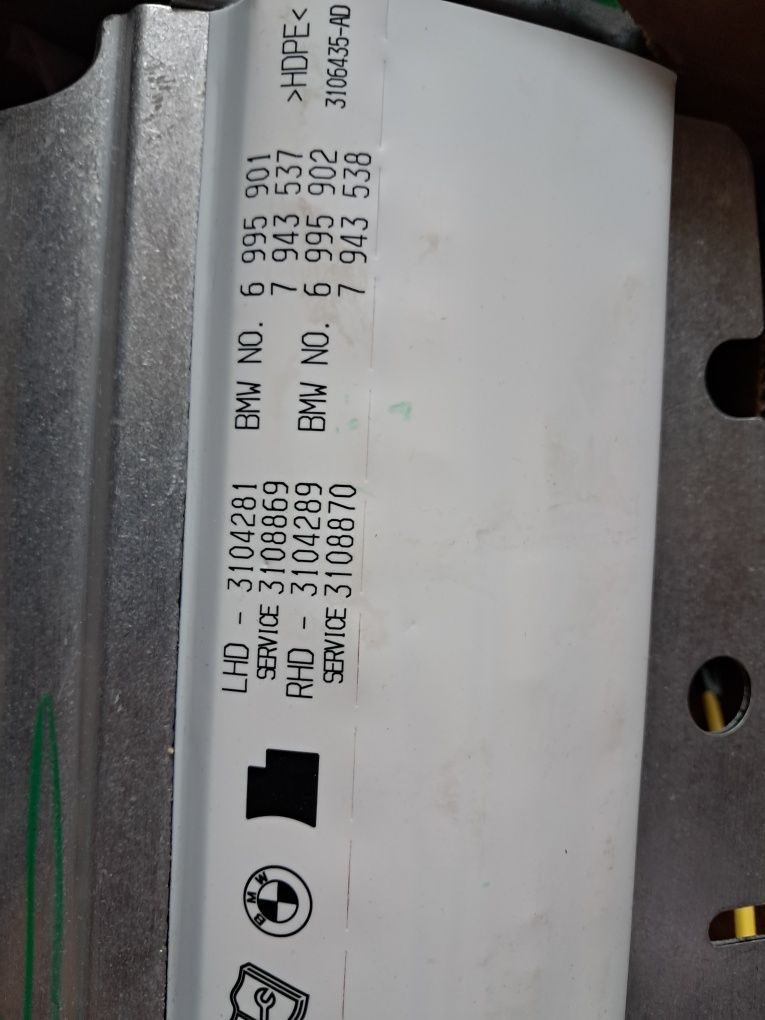 LHD - 3104281 BMW NO. 6 995 901
SERVICE 3108869 7 943 537 >HDPE<
RHD - 3104289 BMW NO. 6 995 902
SERVICE 3108870 7 943 538 3106435-AD
BMW